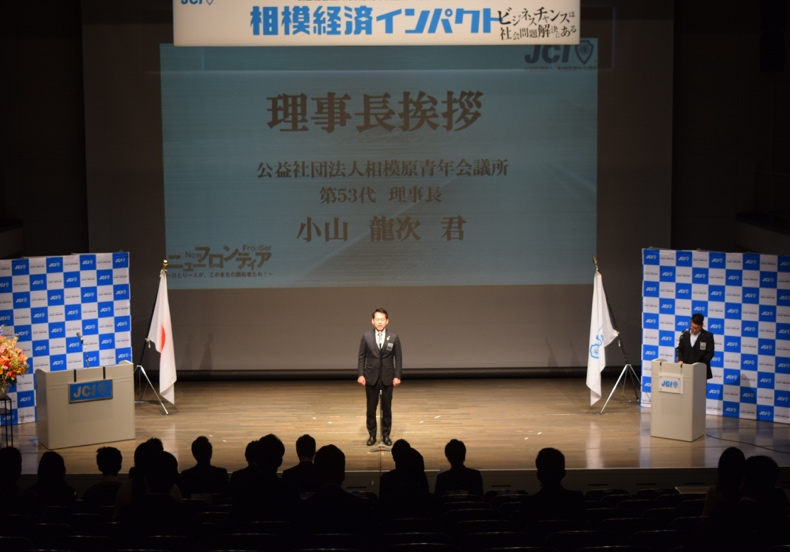 JCI
相模経済インパクト
ビジネスチャンスは
社会問題解決にある
JCI
理事長挨拶
公益社団法人相模原青年会議所
第53代 理事長
小山 龍次 君
New Frontier
ニューフロンティア
JCI
JCI